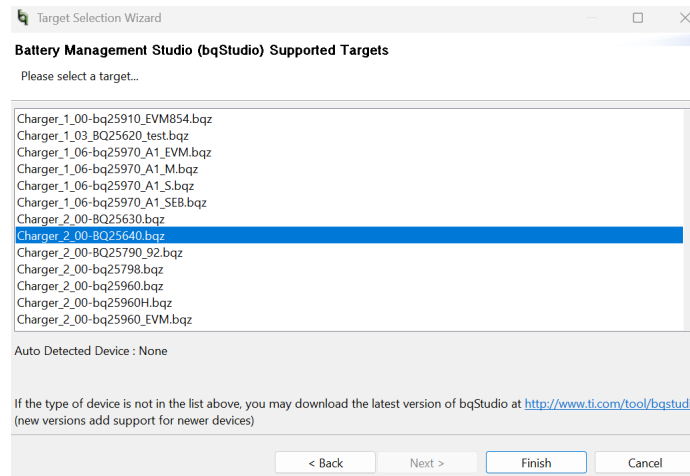 Target Selection Wizard
Battery Management Studio (bqStudio) Supported Targets
Please select a target...
Charger_1_00-bq25910_EVM854.bqz
Charger_1_03_BQ25620_test.bqz
Charger_1_06-bq25970_A1_EVM.bqz
Charger_1_06-bq25970_A1_M.bqz
Charger_1_06-bq25970_A1_S.bqz
Charger_1_06-bq25970_A1_SEB.bqz
Charger_2_00-BQ25630.bqz
Charger_2_00-BQ25640.bqz
Charger_2_00-BQ25790_92.bqz
Charger_2_00-bq25798.bqz
Charger_2_00-bq25960.bqz
Charger_2_00-bq25960H.bqz
Charger_2_00-bq25960_EVM.bqz
Auto Detected Device : None
If the type of device is not in the list above, you may download the latest version of bqStudio at http://www.ti.com/tool/bqstudi
(new versions add support for newer devices)
< Back
Next >
Finish
Cancel